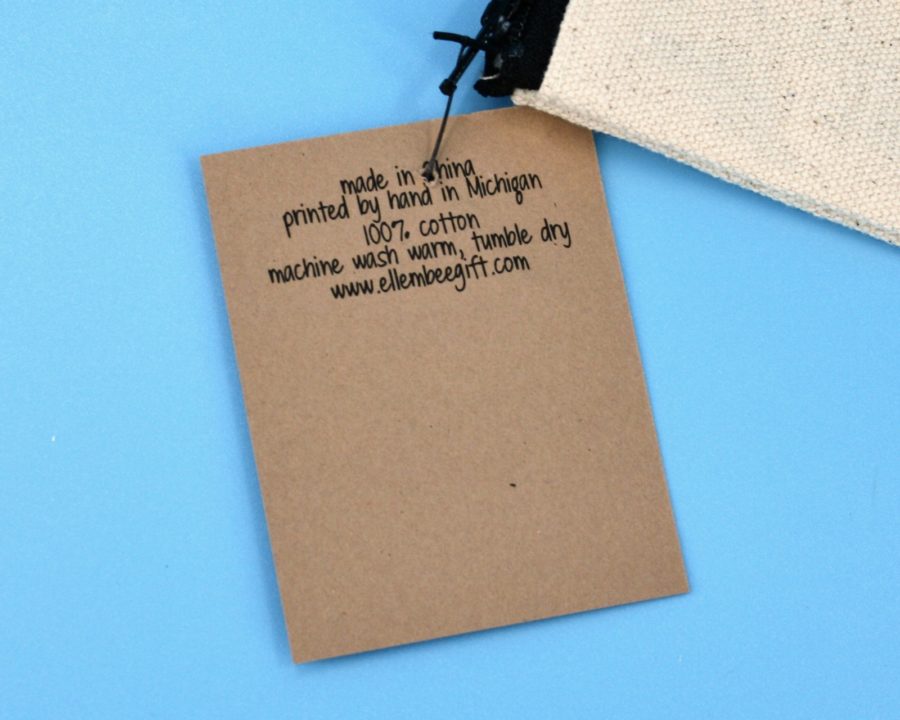 made in China
printed by hand in Michigan
100% cotton
machine wash warm, tumble dry
www.ellembeegift.com